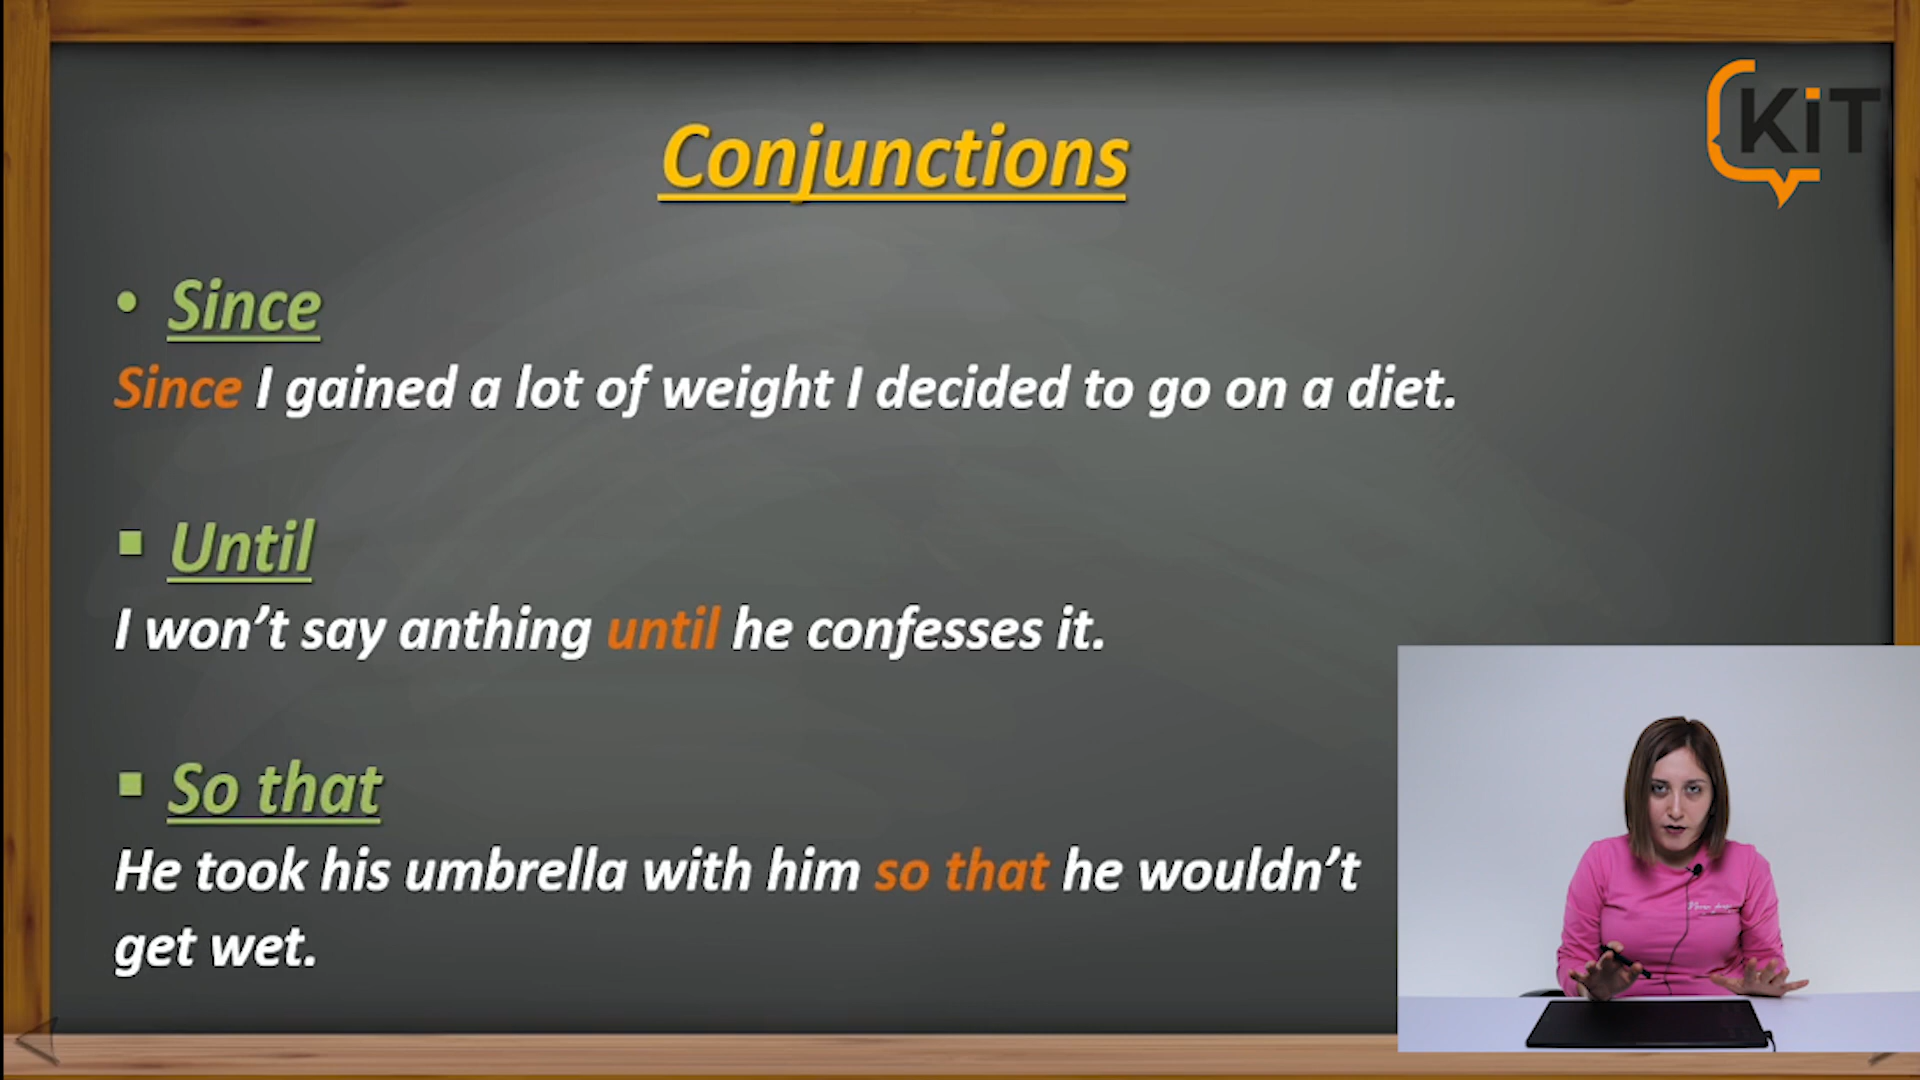 KiT
Conjunctions
• Since
Since I gained a lot of weight I decided to go on a diet.
▪ Until
I won’t say anthing until he confesses it.
▪ So that
He took his umbrella with him so that he wouldn’t
get wet.